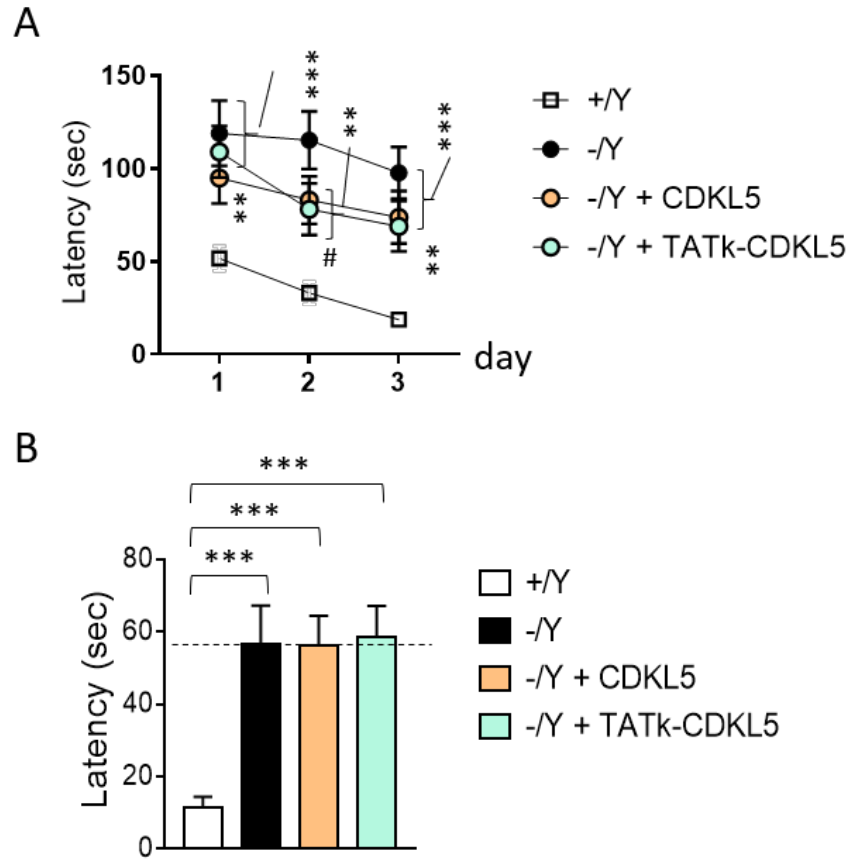 A
150
100
50
0
Latency (sec)
***
**
***
**
#
**
1 2 3
day
+/Y
-/Y
-/Y + CDKL5
-/Y + TATk-CDKL5
B
***
***
***
80
60
40
20
0
Latency (sec)
+/Y
-/Y
-/Y + CDKL5
-/Y + TATk-CDKL5